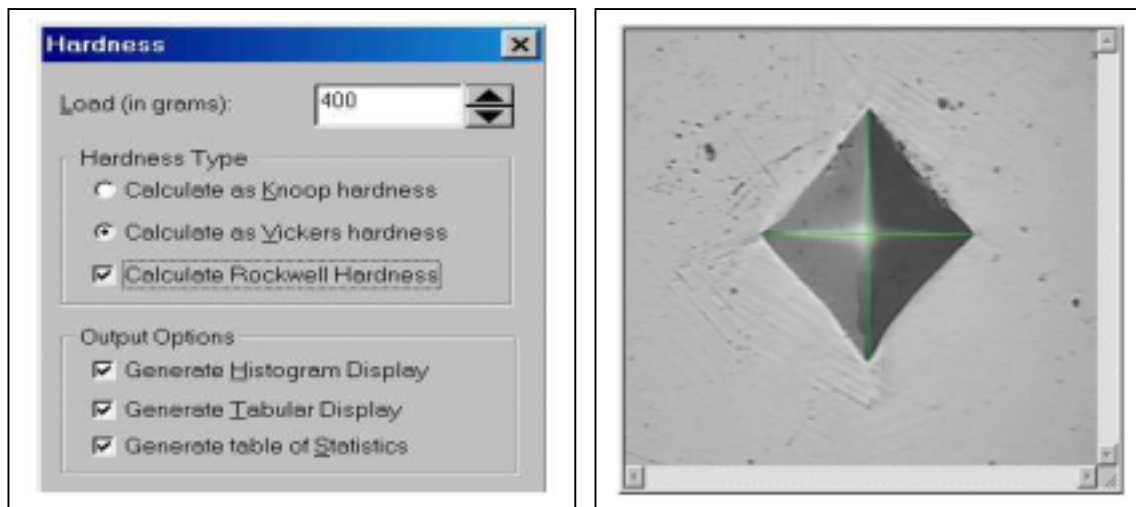 Hardness
Load (in grams):
400
Hardness Type
Calculate as Knoop hardness
Calculate as Vickers hardness
Calculate Rockwell Hardness
Output Options
Generate Histogram Display
Generate Tabular Display
Generate table of Statistics